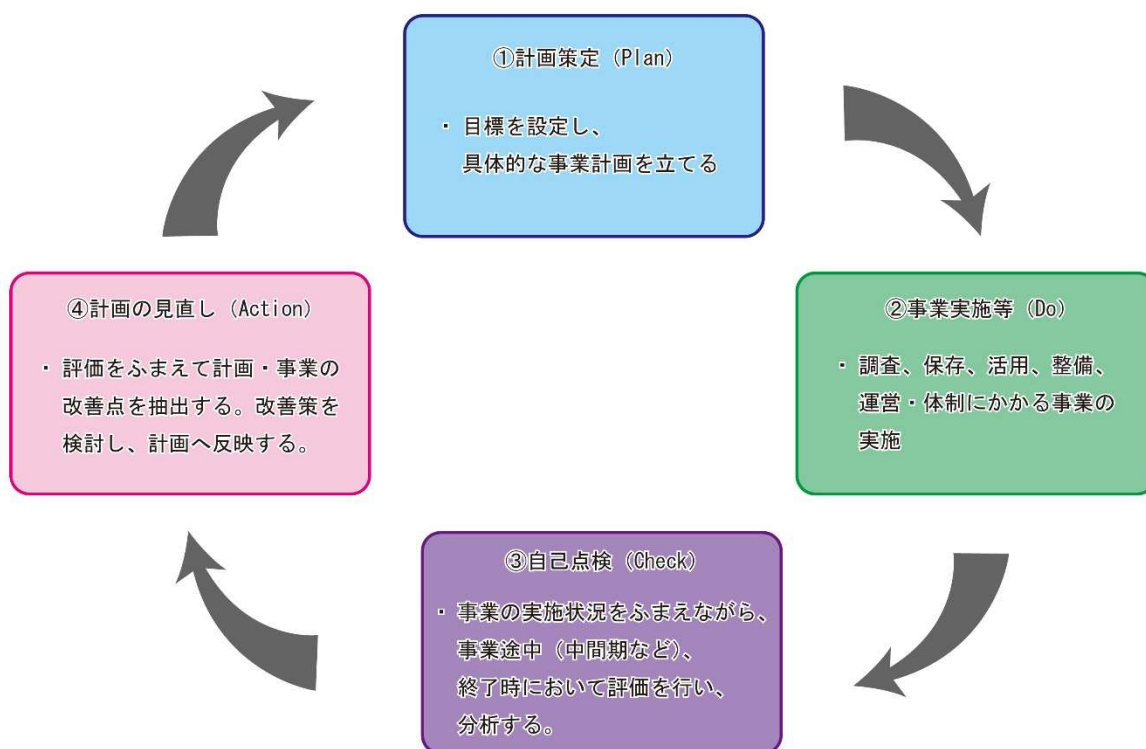 ①計画策定（Plan）
・ 目標を設定し、
具体的な事業計画を立てる
②事業実施等（Do）
・ 調査、保存、活用、整備、
運営・体制にかかる事業の
実施
③自己点検（Check）
・ 事業の実施状況をふまえながら、
事業途中（中間期など）、
終了時において評価を行い、
分析する。
④計画の見直し（Action）
・ 評価をふまえて計画・事業の
改善点を抽出する。改善策を
検討し、計画へ反映する。